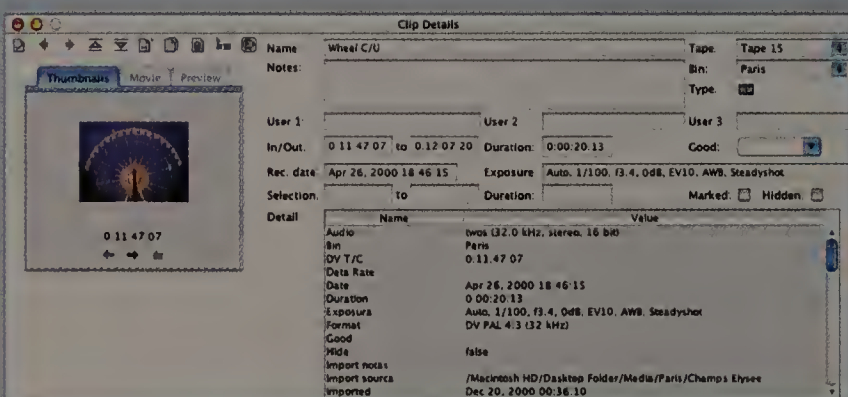 Clip Details
Name Wheel C/U Tape. Tape 15
Notes: Bin: Paris
Type.
Thumbnails Movie Preview
User 1: User 2 User 3
In/Out. 0 11 47 07 to 0.12 07 20 Duration: 0:00:20.13 Good:
Rec. date Apr 26, 2000 18 46 15 Exposure Auto, 1/100, f3.4, 0dB, EV10, AWB, Steadyshot
Selection. to Duration: Marked: Hidden.
Detail Name Value
0 11 47 07
Audio twos (32.0 kHz, stereo, 16 bit)
Bin Paris
DV T/C 0:11.47 07
Data Rate
Date Apr 26, 2000 18 46:15
Duration 0 00:20.13
Exposura Auto, 1/100, f3.4, 0dB, EV10, AWB, Steadyshot
Format DV PAL 4:3 (32 kHz)
Good
Hide false
Import notas
Import sourca /Macintosh HD/Dasktop Folder/Media/Paris/Champs Elysee
Imported Dec 20, 2000 00:36.10